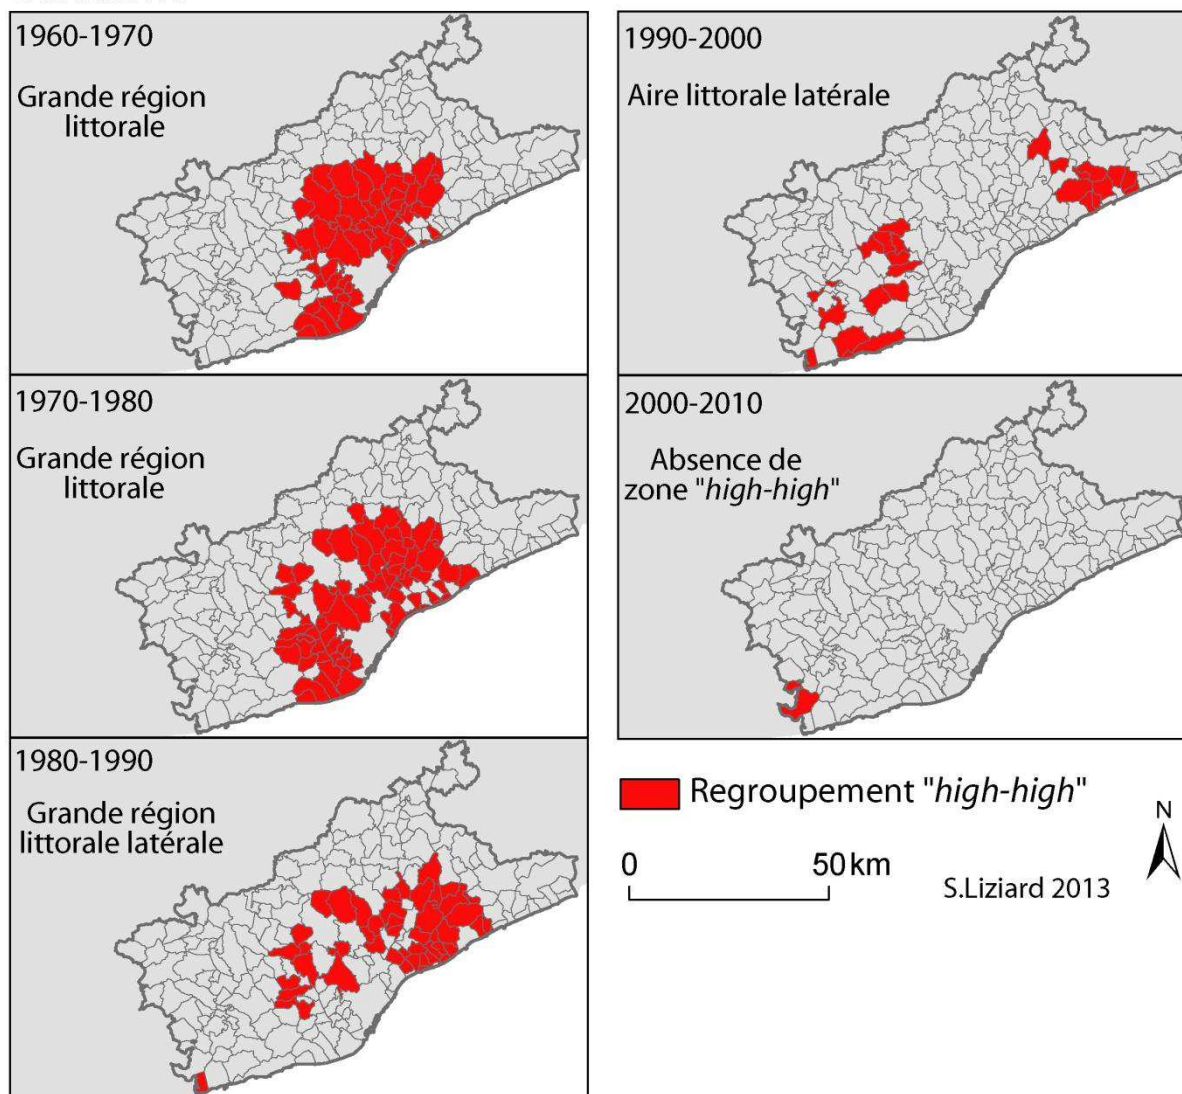 1960-1970
Grande région
littorale
1970-1980
Grande région
littorale
1980-1990
Grande région
littorale latérale
1990-2000
Aire littorale latérale
2000-2010
Absence de
zone "high-high"
Regroupement "high-high"
0 50 km
S.Liziard 2013
N